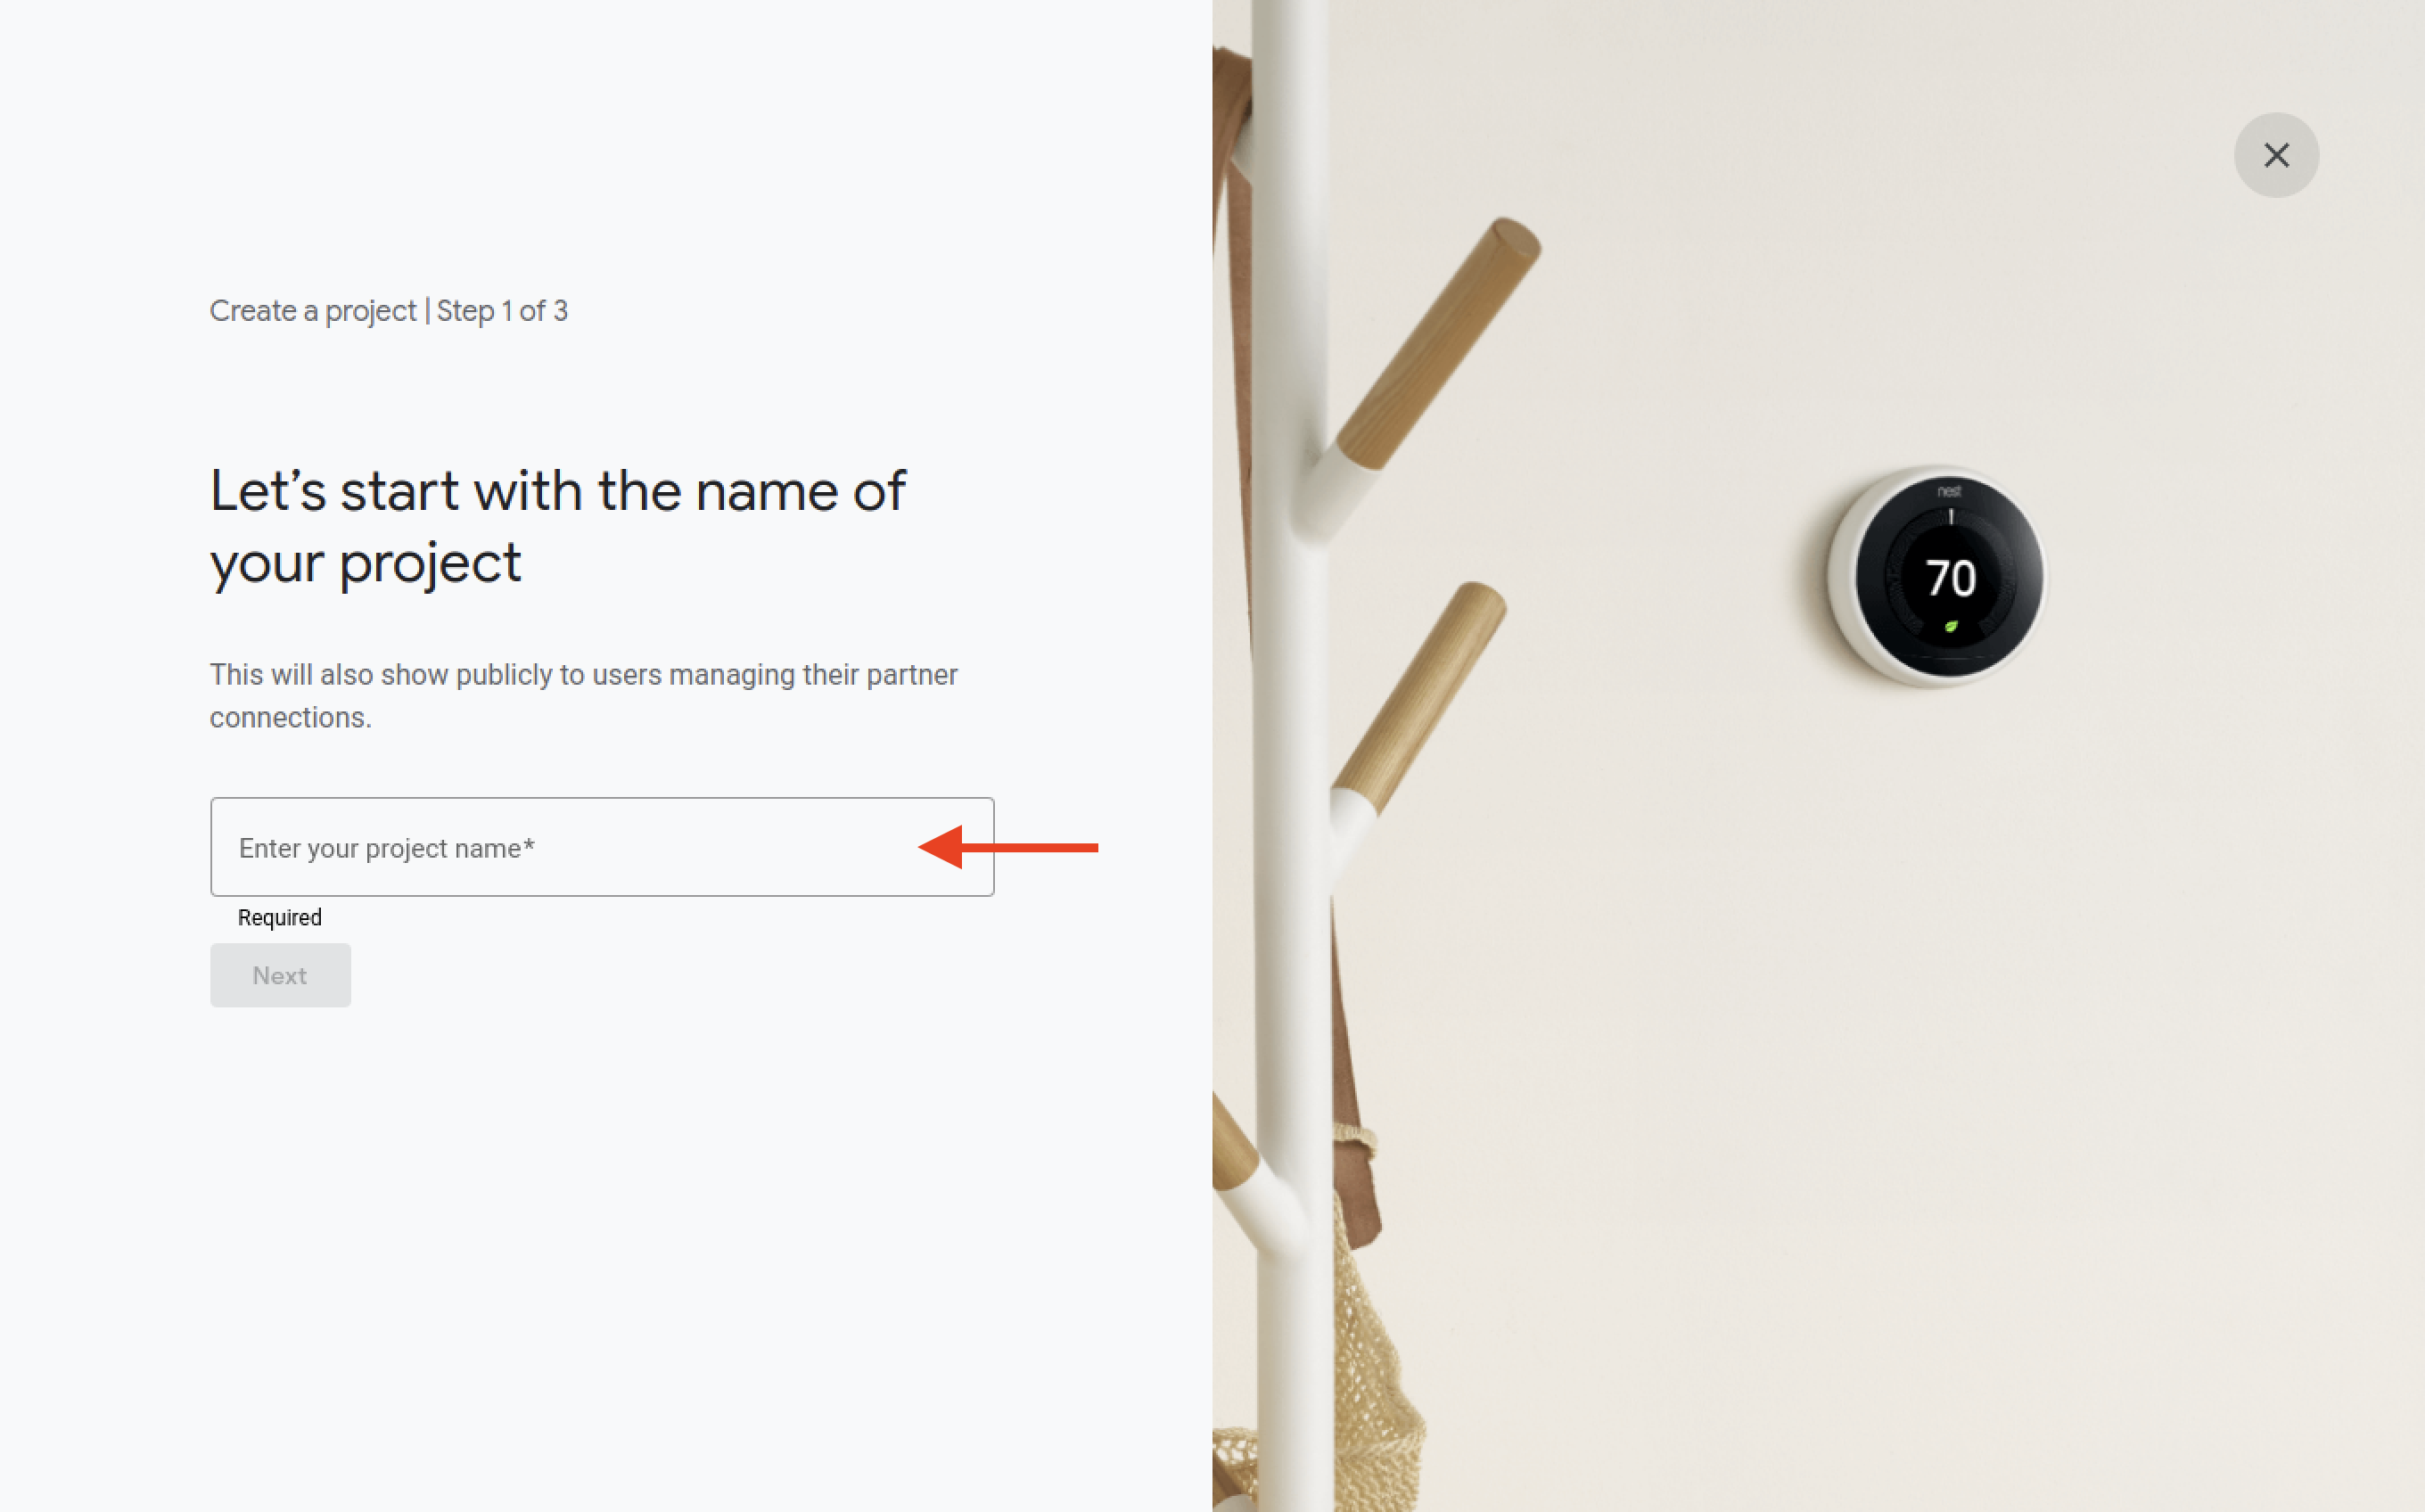 Create a project | Step 1 of 3
Let’s start with the name of
your project
This will also show publicly to users managing their partner
connections.
Enter your project name*
Required
Next
nest
70